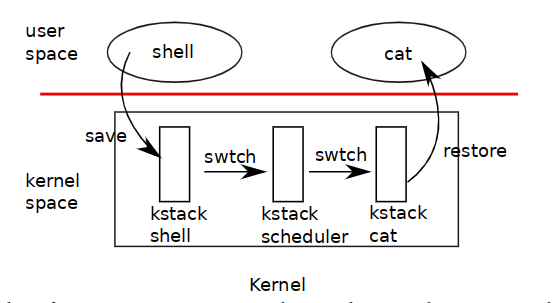 user
space
shell
cat
save
swtch
swtch
restore
kernel
space
kstack
shell
kstack
scheduler
kstack
cat
Kernel